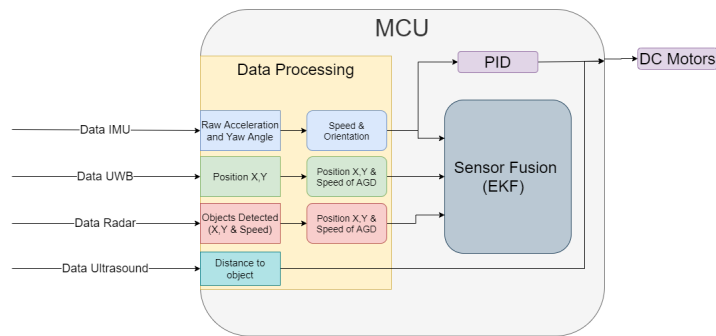 MCU
Data Processing
PID
DC Motors
Data IMU
Raw Acceleration
and Yaw Angle
Speed &
Orientation
Data UWB
Position X,Y
Position X,Y &
Speed of AGD
Sensor Fusion
(EKF)
Data Radar
Objects Detected
(X,Y & Speed)
Position X,Y &
Speed of AGD
Data Ultrasound
Distance to
object